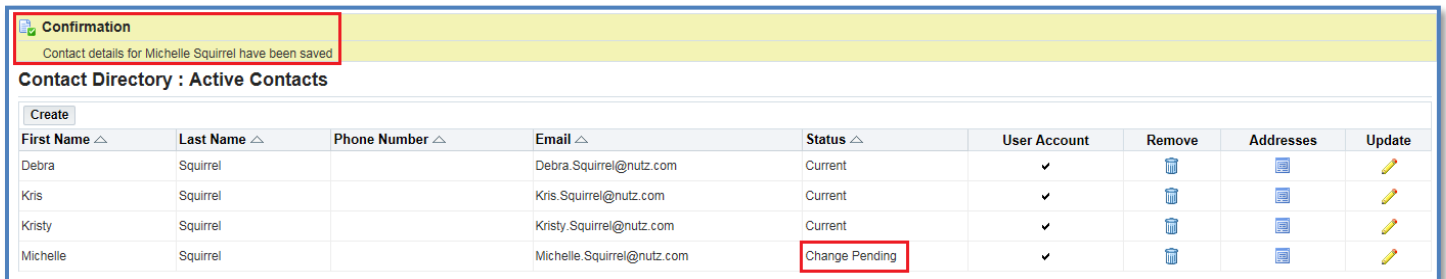 Confirmation
Contact details for Michelle Squirrel have been saved
Contact Directory : Active Contacts
Create
First Name Last Name Phone Number Email Status User Account Remove Addresses Update
Debra Squirrel Debra.Squirrel@nutz.com Current
Kris Squirrel Kris.Squirrel@nutz.com Current
Kristy Squirrel Kristy.Squirrel@nutz.com Current
Michelle Squirrel Michelle.Squirrel@nutz.com Change Pending